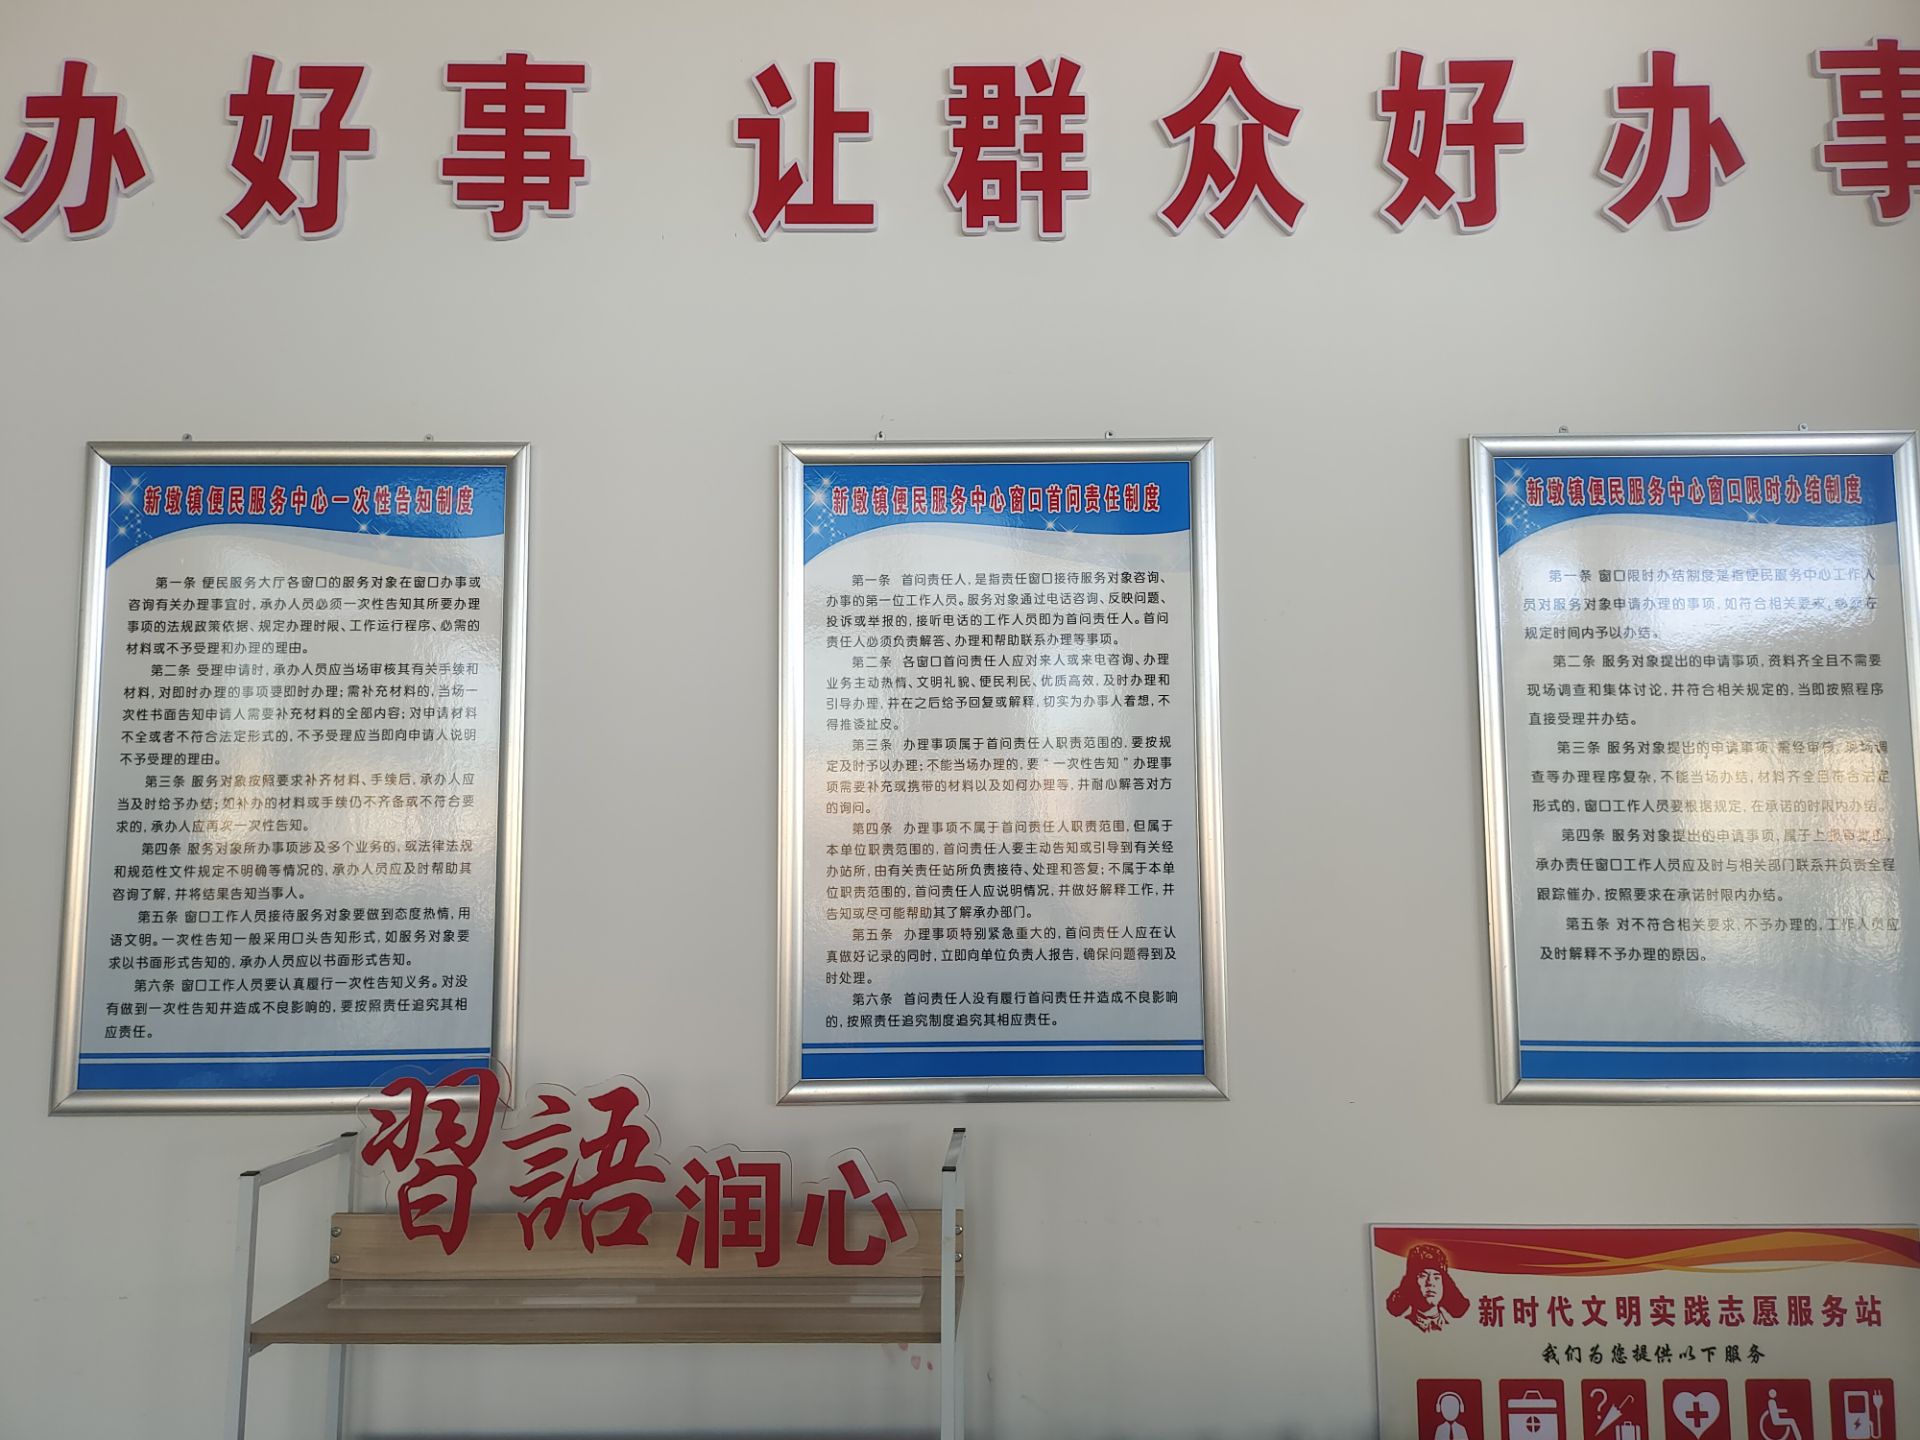 办好事 让群众好办事
新墩镇便民服务中心一次性告知制度
第一条 便民服务大厅各窗口的服务对象在窗口办事或
咨询有关办理事宜时，承办人员必须一次性告知其所要办理
事项的法规政策依据、规定办理时限、工作运行程序、必需的
材料或不予受理和办理的理由。
第二条 受理申请时，承办人员应当场审核其有关手续和
材料，对即时办理的事项要即时办理；需补充材料的，当场一
次性书面告知申请人需要补充材料的全部内容；对申请材料
不全或者不符合法定形式的，不予受理应当即向申请人说明
不予受理的理由。
第三条 服务对象按照要求补齐材料、手续后，承办人应
当及时给予办结；如补办的材料或手续仍不齐备或不符合要
求的，承办人应再次一次性告知。
第四条 服务对象所办事项涉及多个业务的，或法律法规
和规范性文件规定不明确等情况的，承办人员应及时帮助其
咨询了解，并将结果告知当事人。
第五条 窗口工作人员接待服务对象要做到态度热情，用
语文明。一次性告知一般采用口头告知形式，如服务对象要
求以书面形式告知的，承办人员应以书面形式告知。
第六条 窗口工作人员要认真履行一次性告知义务。对没
有做到一次性告知并造成不良影响的，要按照责任追究其相
应责任。
新墩镇便民服务中心窗口首问责任制度
第一条 首问责任人，是指责任窗口接待服务对象咨询、
办事的第一位工作人员。服务对象通过电话咨询、反映问题、
投诉或举报的，接听电话的工作人员即为首问责任人。首问
责任人必须负责解答、办理和帮助联系办理等事项。
第二条 各窗口首问责任人应对来人或来电咨询、办理
业务主动热情、文明礼貌、便民利民、优质高效，及时办理和
引导办理，并在之后给予回复或解释，切实为办事人着想，不
得推诿扯皮。
第三条 办理事项属于首问责任人职责范围的，要按规
定及时予以办理；不能当场办理的，要“一次性告知”办理事
项需要补充或携带的材料以及如何办理等，并耐心解答对方
的询问。
第四条 办理事项不属于首问责任人职责范围，但属于
本单位职责范围的，首问责任人要主动告知或引导到有关经
办站所，由有关责任站所负责接待、处理和答复；不属于本单
位职责范围的，首问责任人应说明情况，并做好解释工作，并
告知或尽可能帮助其了解承办部门。
第五条 办理事项特别紧急重大的，首问责任人应在认
真做好记录的同时，立即向单位负责人报告，确保问题得到及
时处理。
第六条 首问责任人没有履行首问责任并造成不良影响
的，按照责任追究制度追究其相应责任。
新墩镇便民服务中心窗口限时办结制度
第一条 窗口限时办结制度是指便民服务中心工作人
员对服务对象申请办理的事项，如符合相关要求，必须在
规定时间内予以办结。
第二条 服务对象提出的申请事项，资料齐全且不需要
现场调查和集体讨论，并符合相关规定的，当即按照程序
直接受理并办结。
第三条 服务对象提出的申请事项，需经审核、现场调
查等办理程序复杂，不能当场办结，材料齐全且符合法定
形式的，窗口工作人员要根据规定，在承诺的时限内办结。
第四条 服务对象提出的申请事项，属于上报审批的，
承办责任窗口工作人员应及时与相关部门联系并负责全程
跟踪催办，按照要求在承诺时限内办结。
第五条 对不符合相关要求，不予办理的，工作人员应
及时解释不予办理的原因。
習語润心
新时代文明实践志愿服务站
我们为您提供以下服务